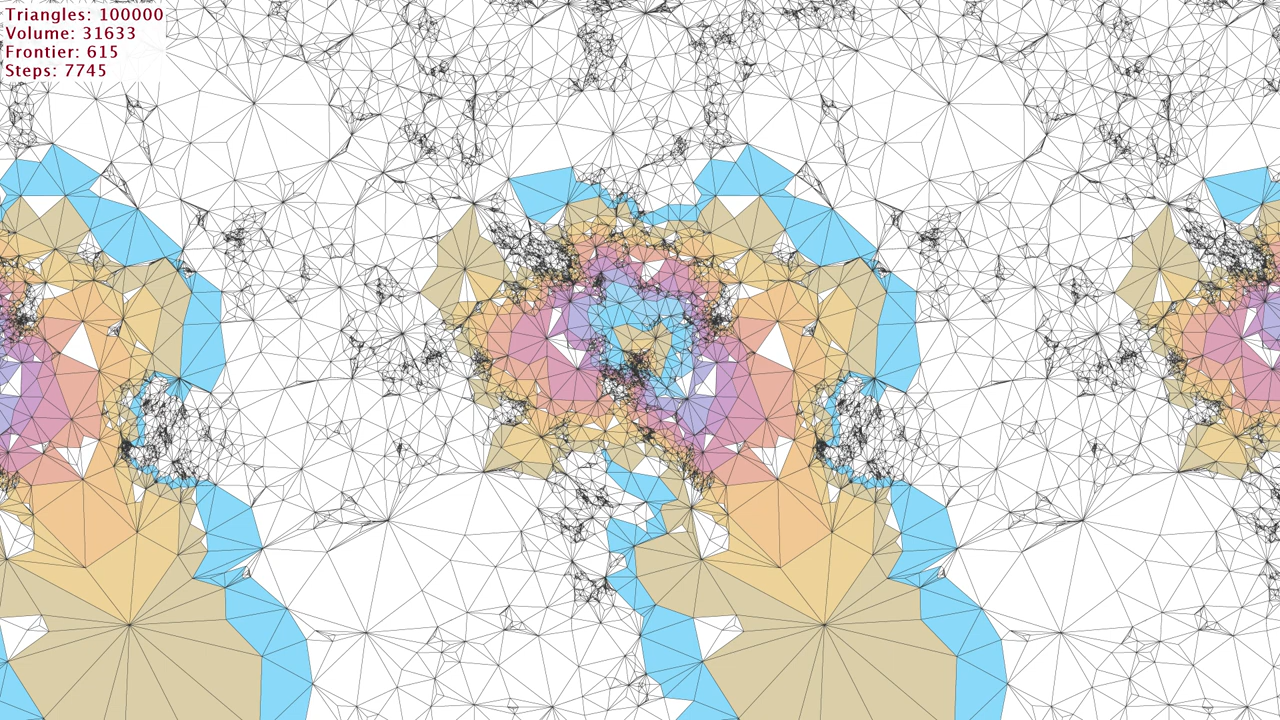 Triangles: 100000
Volume: 31633
Frontier: 615
Steps: 7745